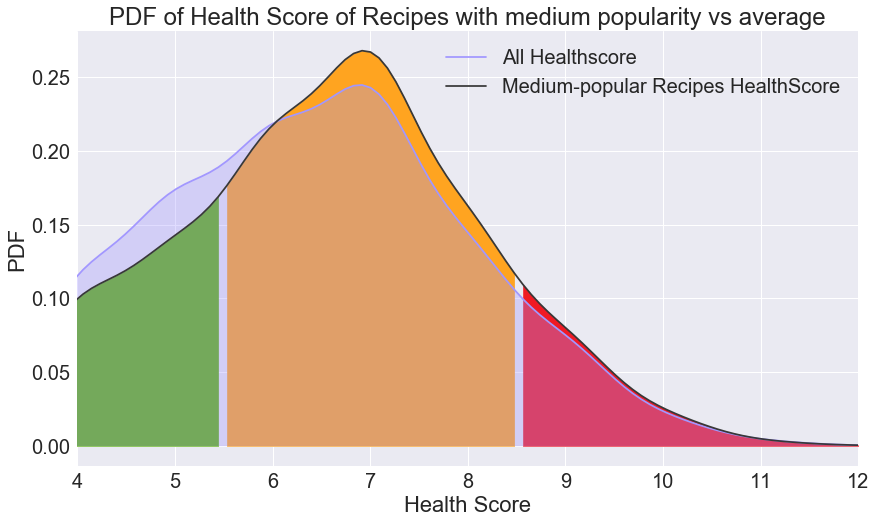 PDF of Health Score of Recipes with medium popularity vs average
All Healthscore
Medium-popular Recipes HealthScore
PDF
0.25
0.20
0.15
0.10
0.05
0.00
4 5 6 7 8 9 10 11 12
Health Score